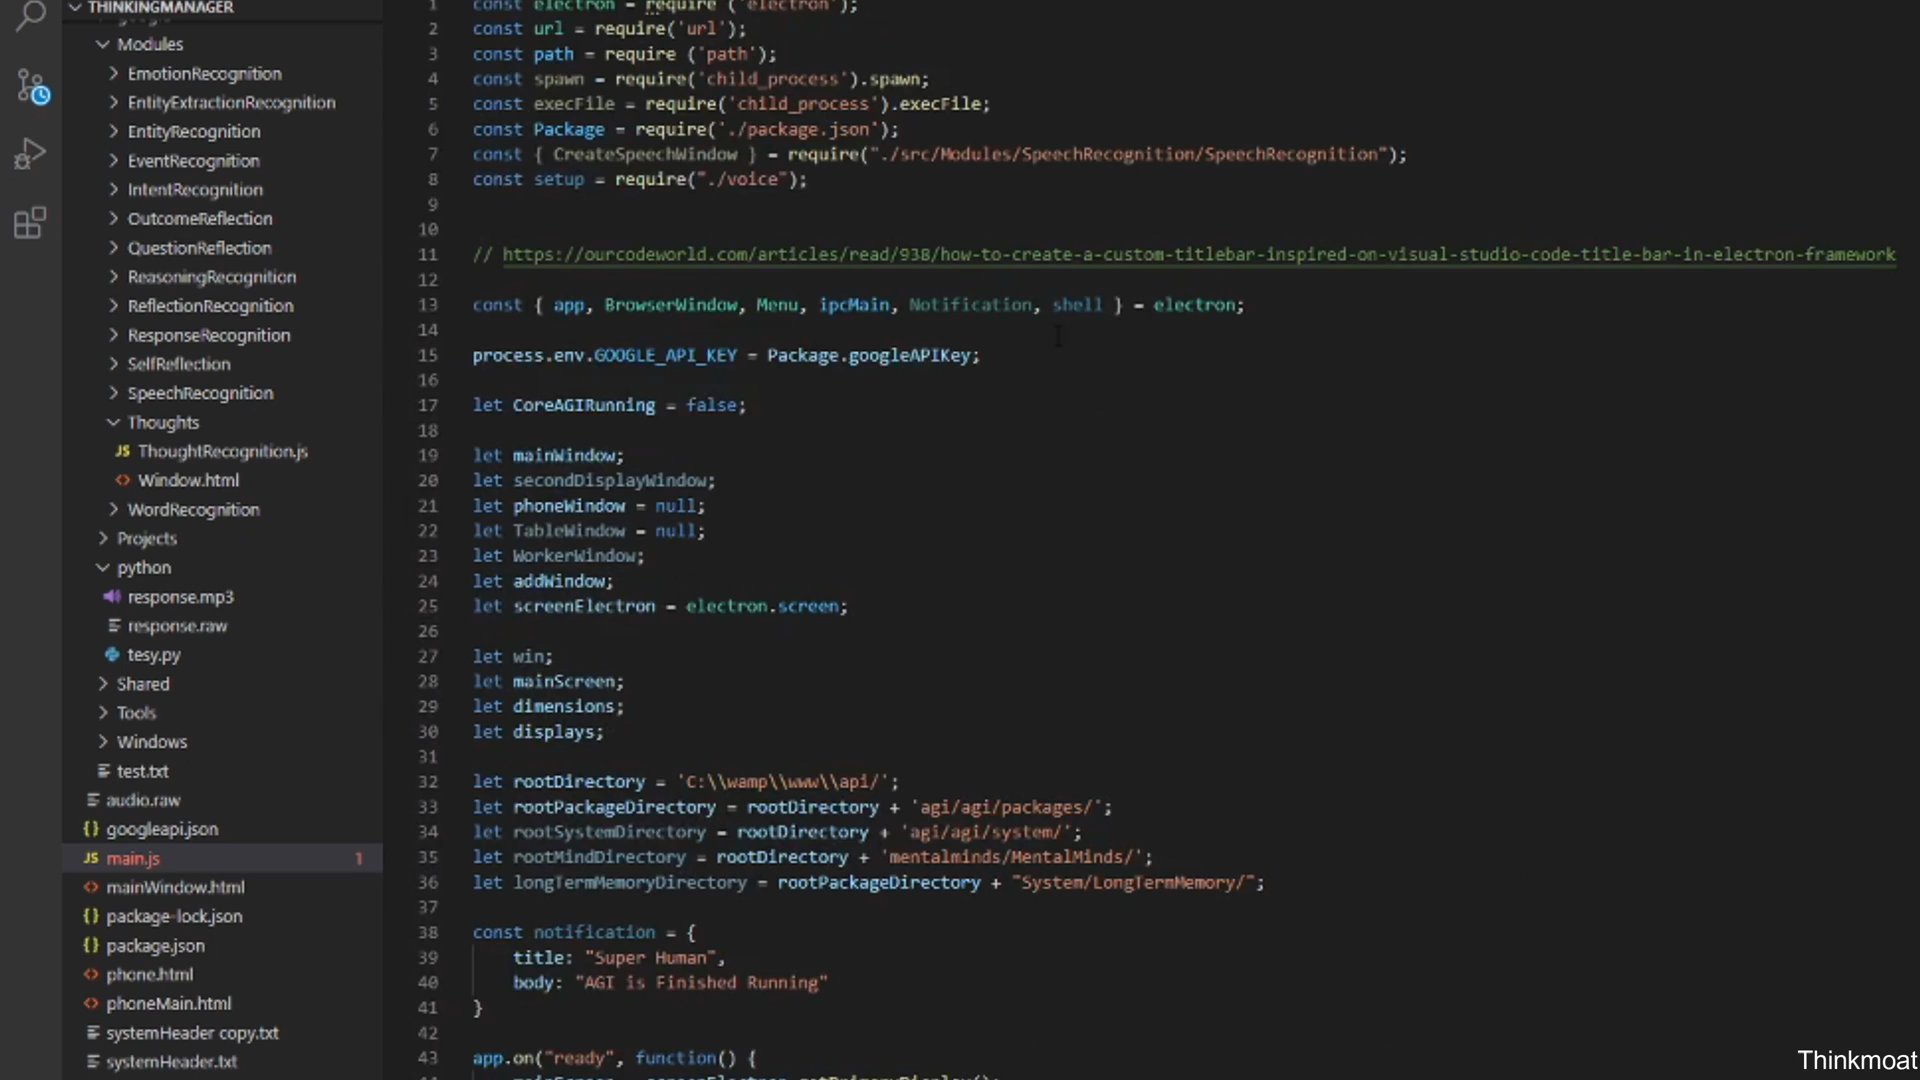 THINKINGMANAGER
Modules
EmotionRecognition
EntityExtractionRecognition
EntityRecognition
EventRecognition
IntentRecognition
OutcomeReflection
QuestionReflection
ReasoningRecognition
ReflectionRecognition
ResponseRecognition
SelfReflection
SpeechRecognition
Thoughts
JS ThoughtRecognition.js
<> Window.html
WordRecognition
Projects
python
response.mp3
response.raw
tesy.py
Shared
Tools
Windows
test.txt
audio.raw
{} googleapi.json
JS main.js 1
<> mainWindow.html
{} package-lock.json
{} package.json
<> phone.html
<> phoneMain.html
systemHeader copy.txt
systemHeader.txt
1 const electron = require ('electron');
2 const url = require('url');
3 const path = require ('path');
4 const spawn = require('child_process').spawn;
5 const execFile = require('child_process').execFile;
6 const Package = require('./package.json');
7 const { CreateSpeechWindow } = require("./src/Modules/SpeechRecognition/SpeechRecognition");
8 const setup = require("./voice");
9
10
11 // https://ourcodeworld.com/articles/read/938/how-to-create-a-custom-titlebar-inspired-on-visual-studio-code-title-bar-in-electron-framework
12
13 const { app, BrowserWindow, Menu, ipcMain, Notification, shell } = electron;
14
15 process.env.GOOGLE_API_KEY = Package.googleAPIKey;
16
17 let CoreAGIRunning = false;
18
19 let mainWindow;
20 let secondDisplayWindow;
21 let phoneWindow = null;
22 let TableWindow = null;
23 let WorkerWindow;
24 let addWindow;
25 let screenElectron = electron.screen;
26
27 let win;
28 let mainScreen;
29 let dimensions;
30 let displays;
31
32 let rootDirectory = 'C:\\wamp\\www\\api/';
33 let rootPackageDirectory = rootDirectory + 'agi/agi/packages/';
34 let rootSystemDirectory = rootDirectory + 'agi/agi/system/';
35 let rootMindDirectory = rootDirectory + 'mentalminds/MentalMinds/';
36 let longTermMemoryDirectory = rootPackageDirectory + "System/LongTermMemory/";
37
38 const notification = {
39 title: "Super Human",
40 body: "AGI is Finished Running"
41 }
42
43 app.on("ready", function() {
Thinkmoat